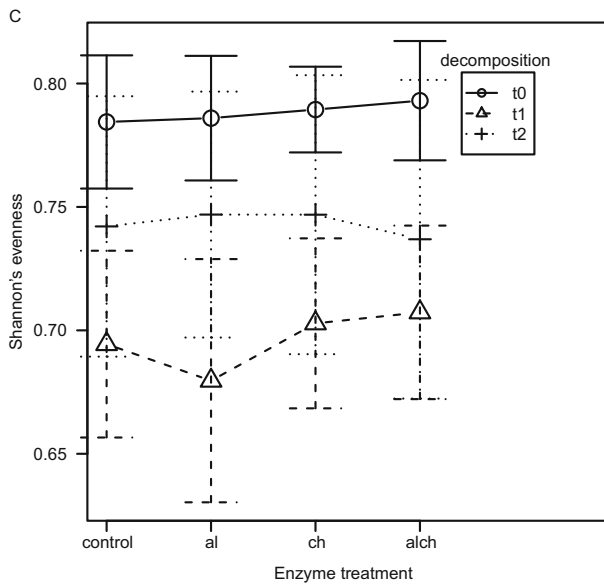 C
decomposition
t0
t1
t2
0.80
0.75
0.70
0.65
Shannon's evenness
control al ch alch
Enzyme treatment